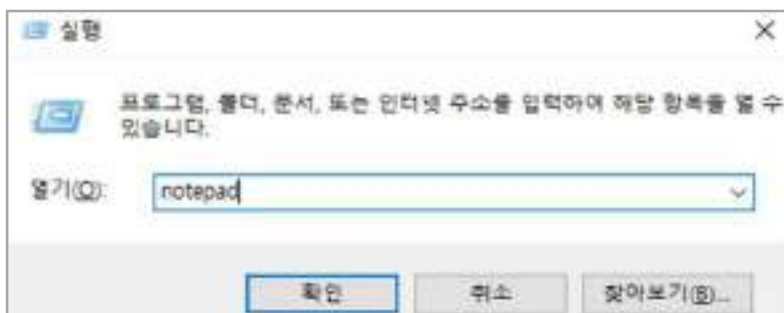 실행
프로그램, 폴더, 문서, 또는 인터넷 주소를 입력하여 해당 항목을 열 수
있습니다.
열기(O):
notepad
확인
취소
찾아보기(B)...